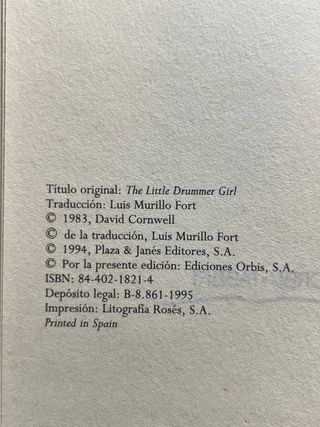 Título original: The Little Drummer Girl
Traducción: Luis Murillo Fort
© 1983, David Cornwell
© de la traducción, Luis Murillo Fort
© 1994, Plaza & Janés Editores, S.A.
© Por la presente edición: Ediciones Orbis, S.A.
ISBN: 84-402-1821-4
Depósito legal: B-8.861-1995
Impresión: Litografía Rosés, S.A.
Printed in Spain